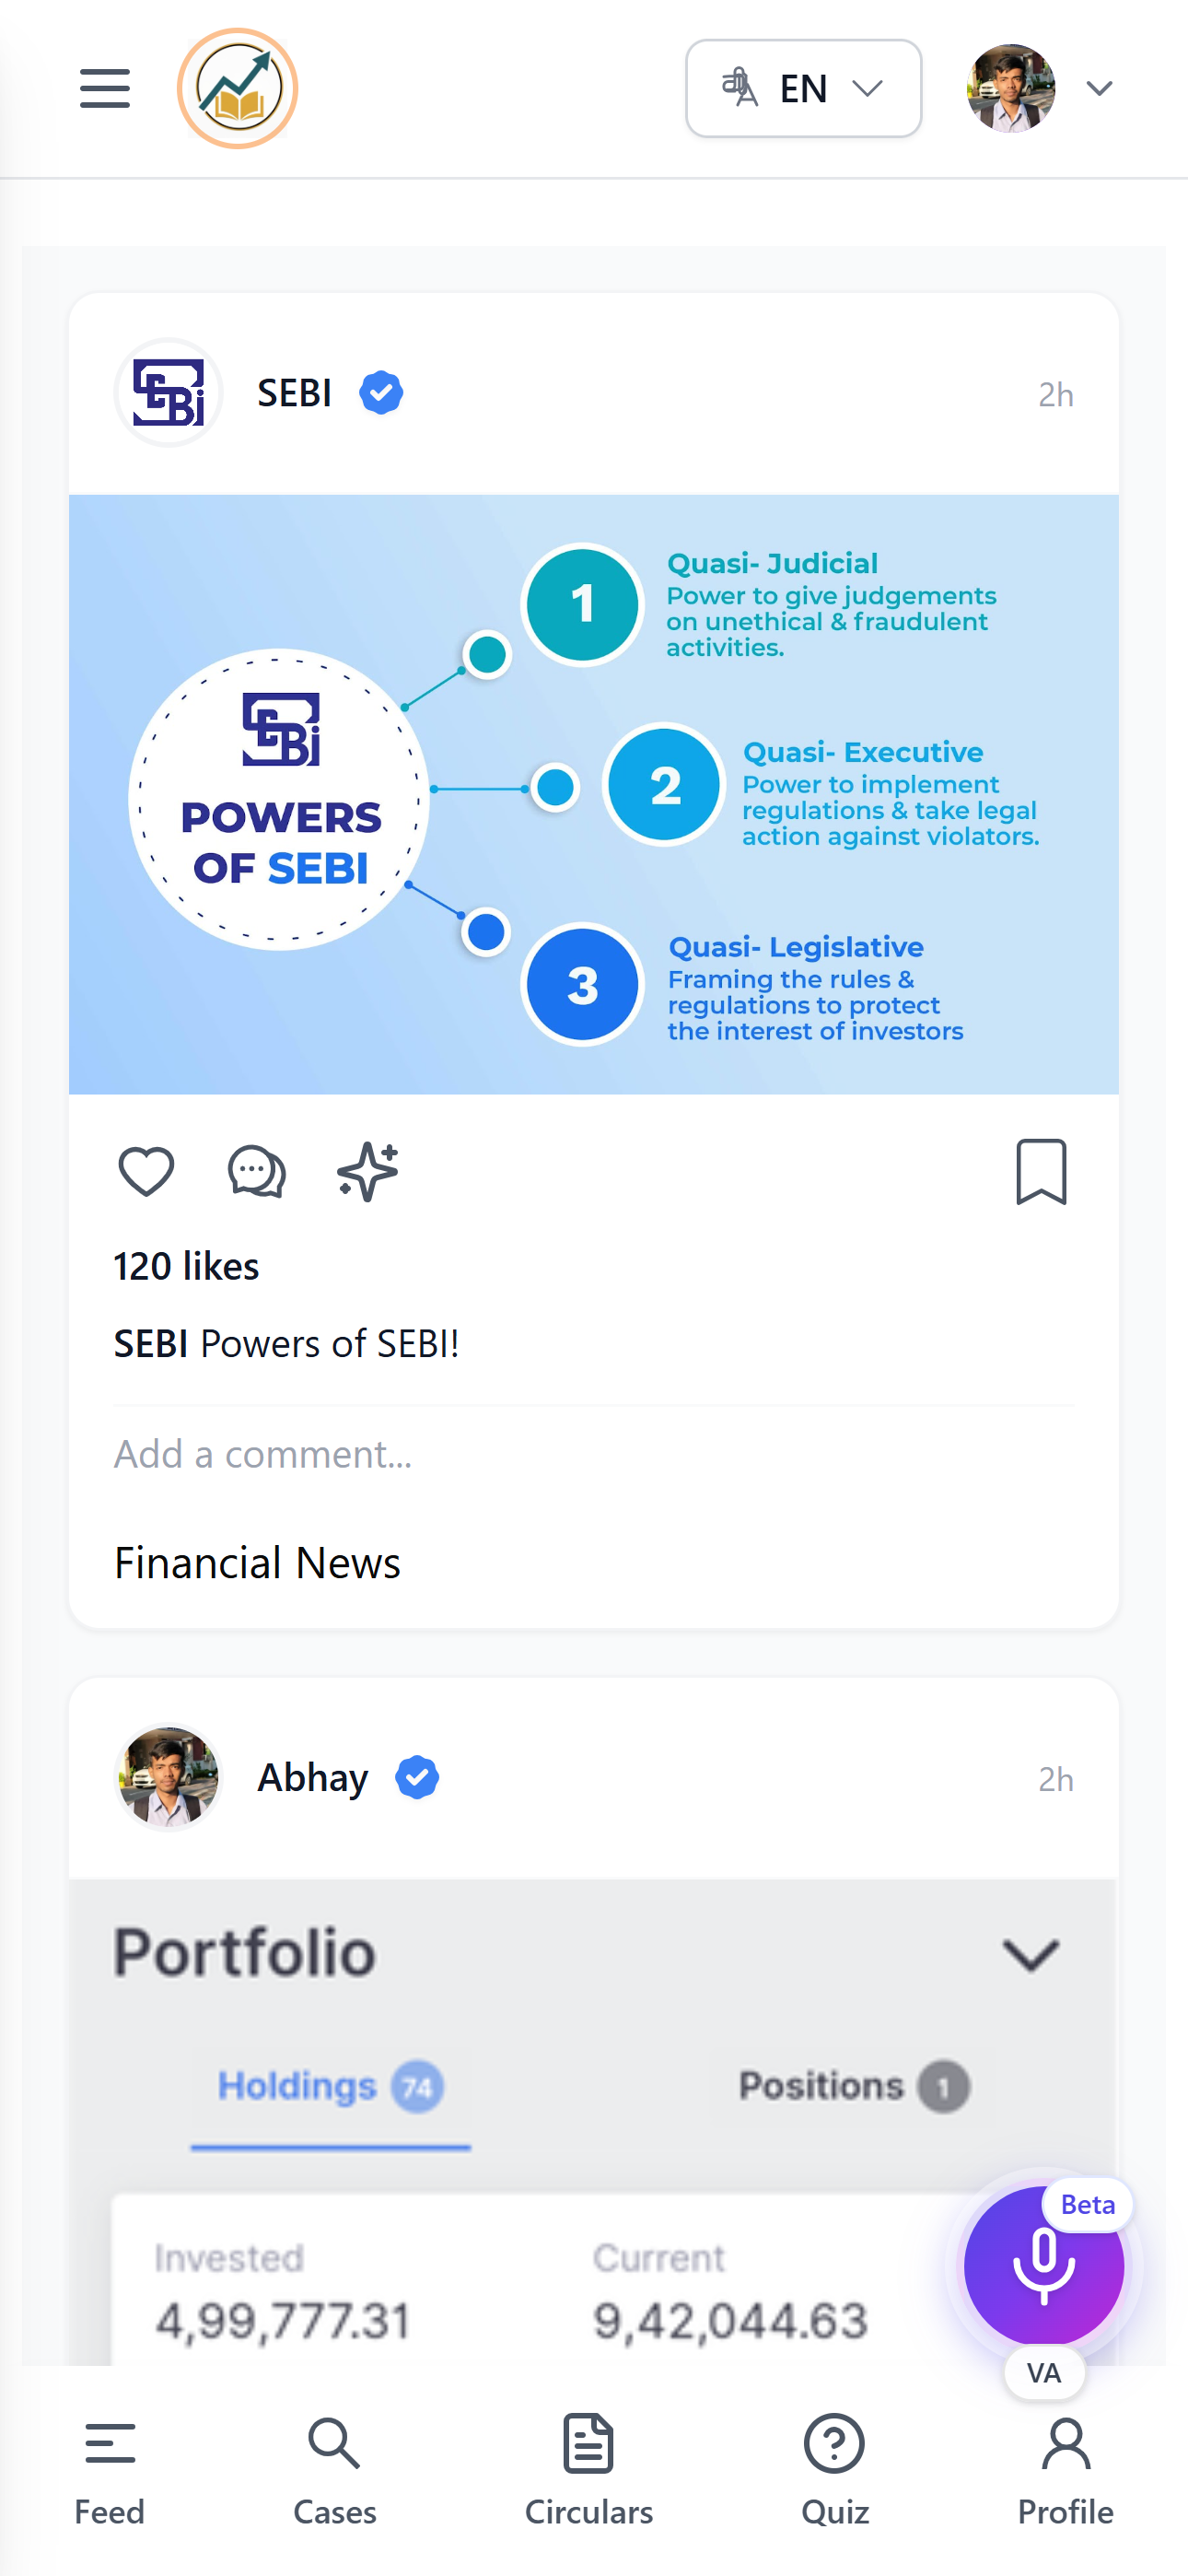 EN
SEBI
2h
SEBi
POWERS
OF SEBI
1
Quasi- Judicial
Power to give judgements
on unethical & fraudulent
activities.
2
Quasi- Executive
Power to implement
regulations & take legal
action against violators.
3
Quasi- Legislative
Framing the rules &
regulations to protect
the interest of investors
120 likes
SEBI Powers of SEBI!
Add a comment...
Financial News
Abhay
2h
Portfolio
Holdings 74
Positions 1
Beta
Invested
Current
4,99,777.31
9,42,044.63
VA
Feed
Cases
Circulars
Quiz
Profile